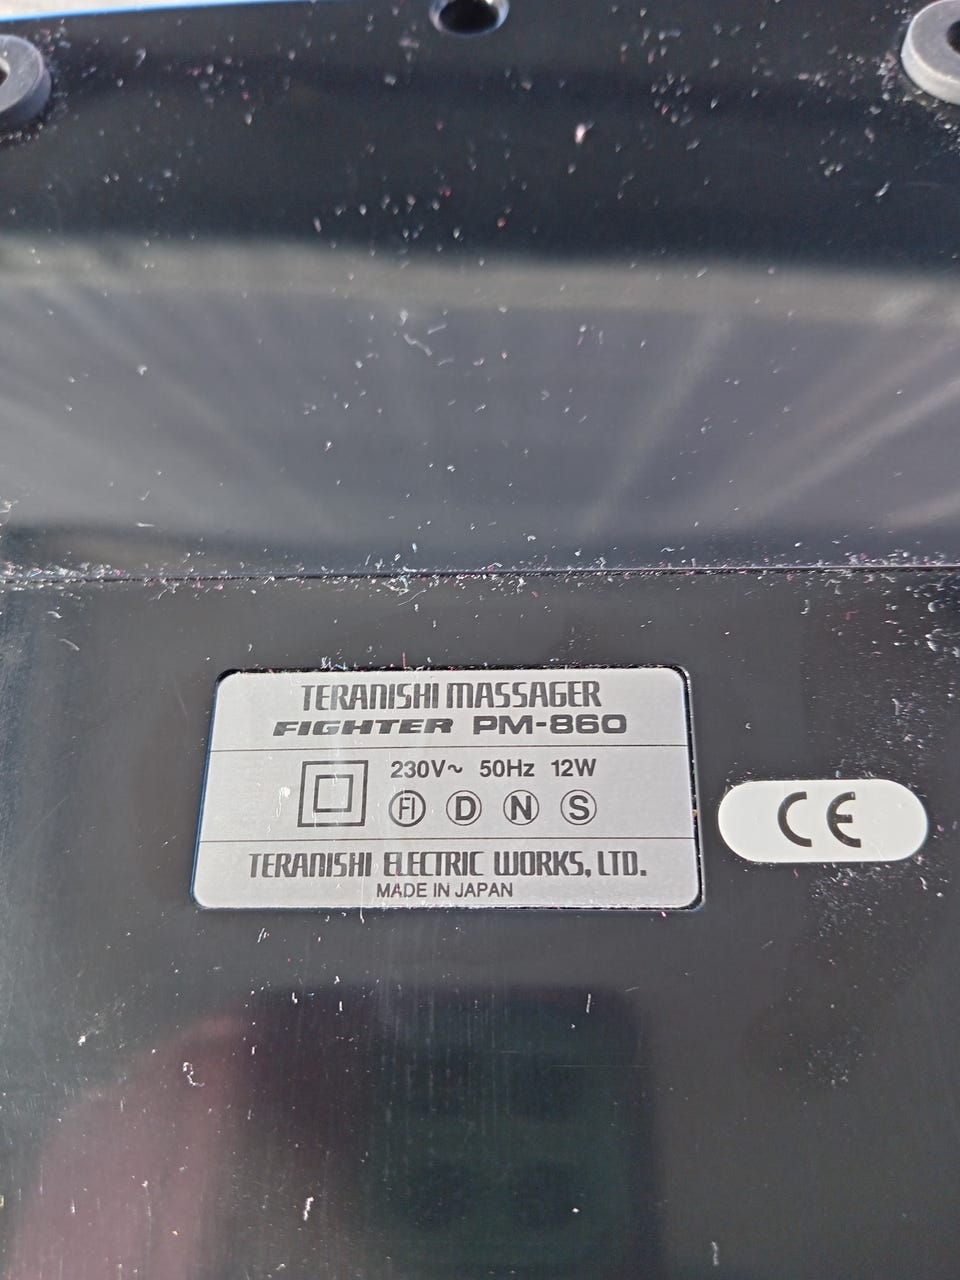 TERANISHI MASSAGER
FIGHTER PM-860
230V~ 50Hz 12W
FI D N S
TERANISHI ELECTRIC WORKS, LTD.
MADE IN JAPAN
CE